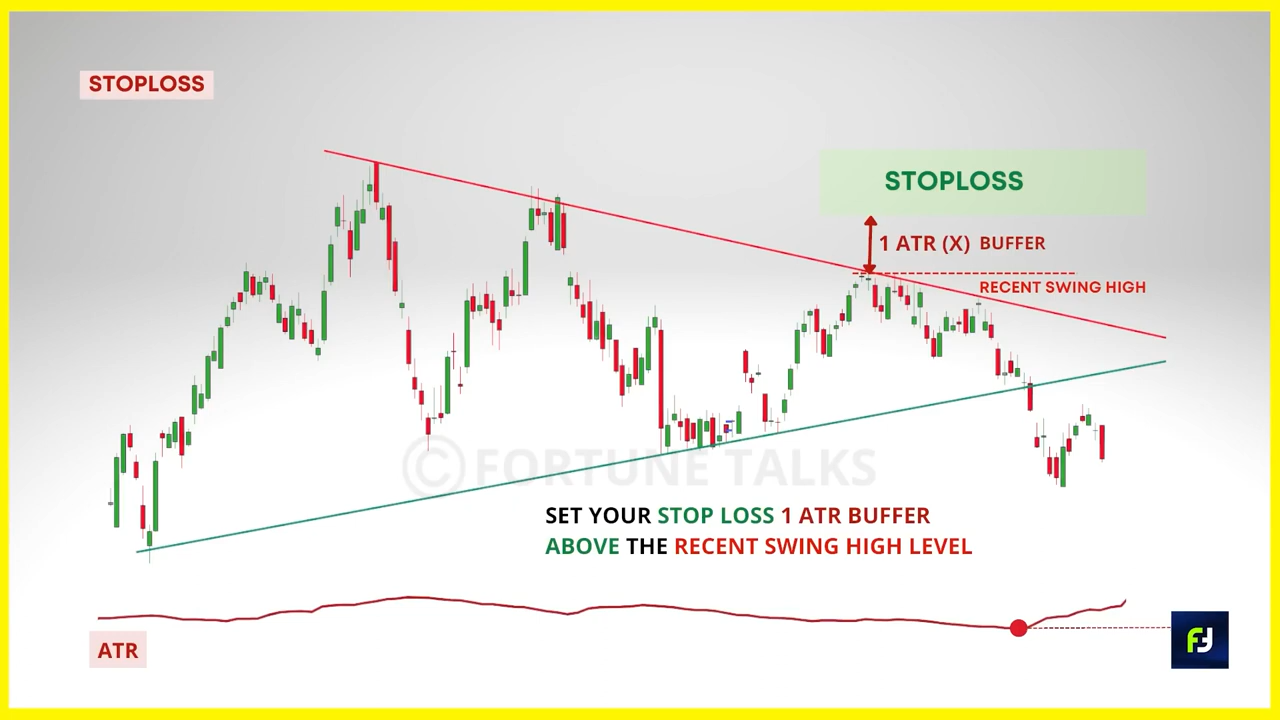 STOPLOSS
STOPLOSS
1 ATR (X) BUFFER
RECENT SWING HIGH
© FORTUNE TALKS
SET YOUR STOP LOSS 1 ATR BUFFER
ABOVE THE RECENT SWING HIGH LEVEL
ATR